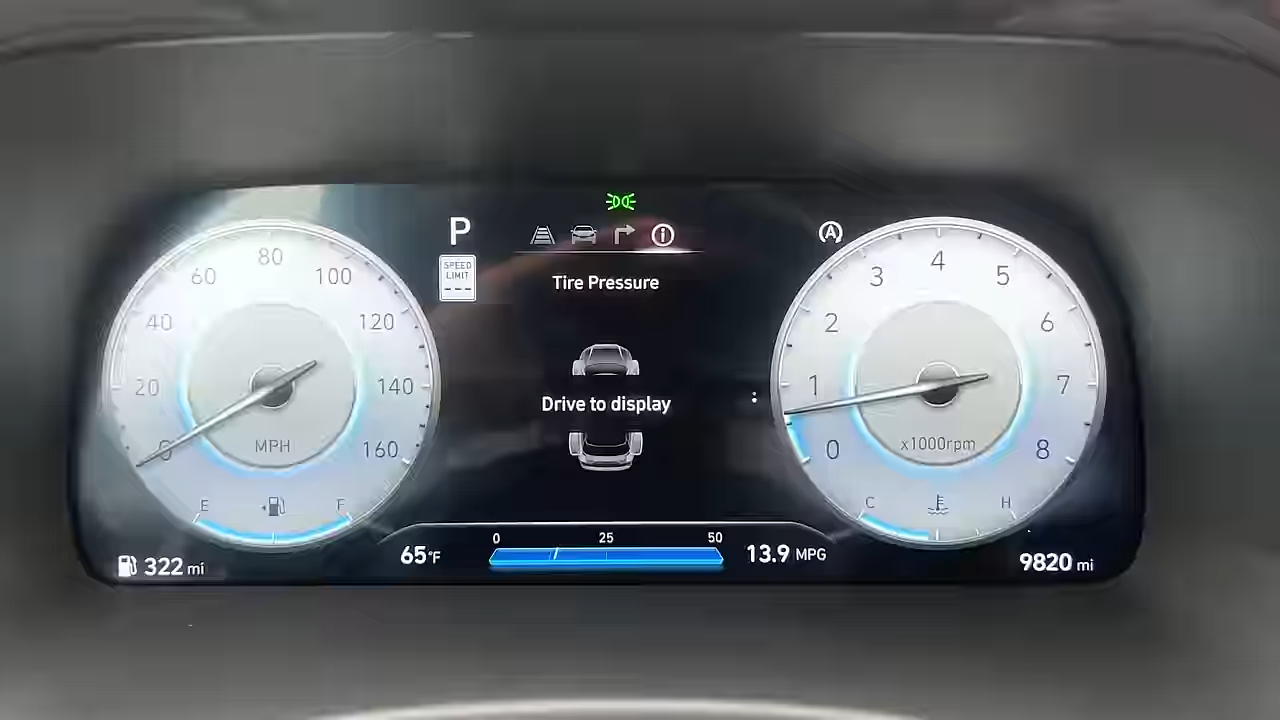 P
SPEED
LIMIT
---
Tire Pressure
Drive to display
0
20
40
60
80
100
120
140
160
MPH
E
F
322 mi
65°F
0
25
50
13.9 MPG
A
0
1
2
3
4
5
6
7
8
x1000rpm
C
H
9820 mi